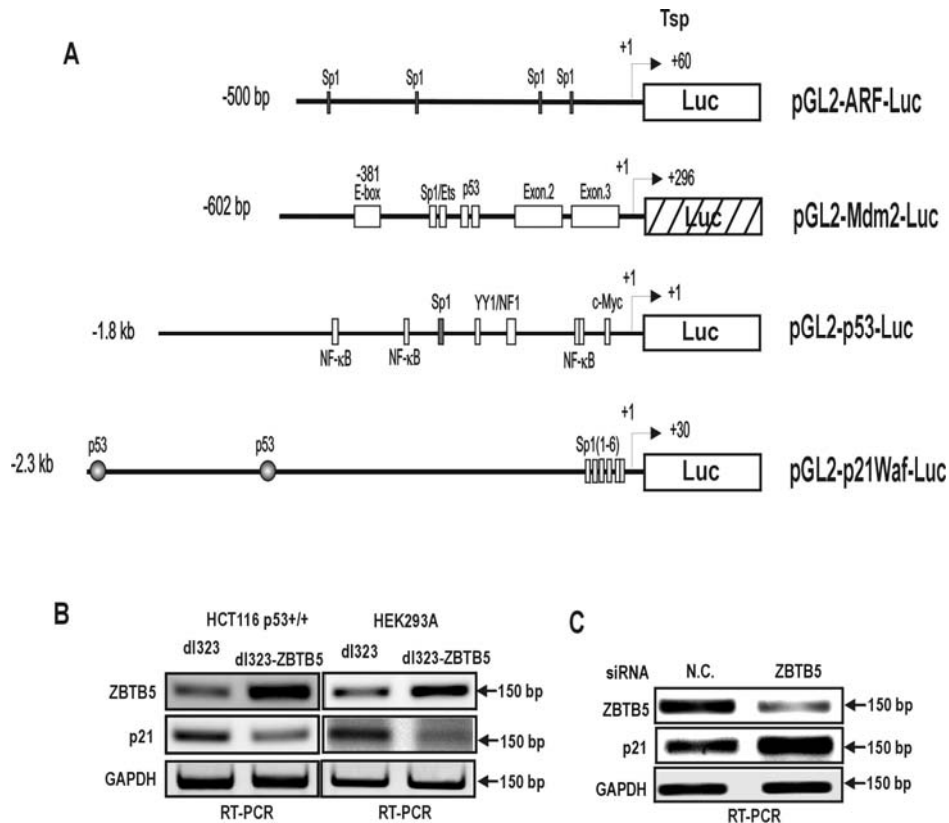 A
Tsp
-500 bp
Sp1
Sp1
Sp1
Sp1
+1
+60
Luc
pGL2-ARF-Luc
-602 bp
-381
E-box
Sp1/Ets
p53
Exon.2
Exon.3
+1
+296
Luc
pGL2-Mdm2-Luc
-1.8 kb
NF-κB
NF-κB
Sp1
YY1/NF1
NF-κB
c-Myc
+1
+1
Luc
pGL2-p53-Luc
-2.3 kb
p53
p53
Sp1(1-6)
+1
+30
Luc
pGL2-p21Waf-Luc
B
HCT116 p53+/+
HEK293A
dl323
dl323-ZBTB5
dl323
dl323-ZBTB5
ZBTB5
150 bp
p21
150 bp
GAPDH
150 bp
RT-PCR
RT-PCR
C
siRNA
N.C.
ZBTB5
ZBTB5
150 bp
p21
150 bp
GAPDH
150 bp
RT-PCR